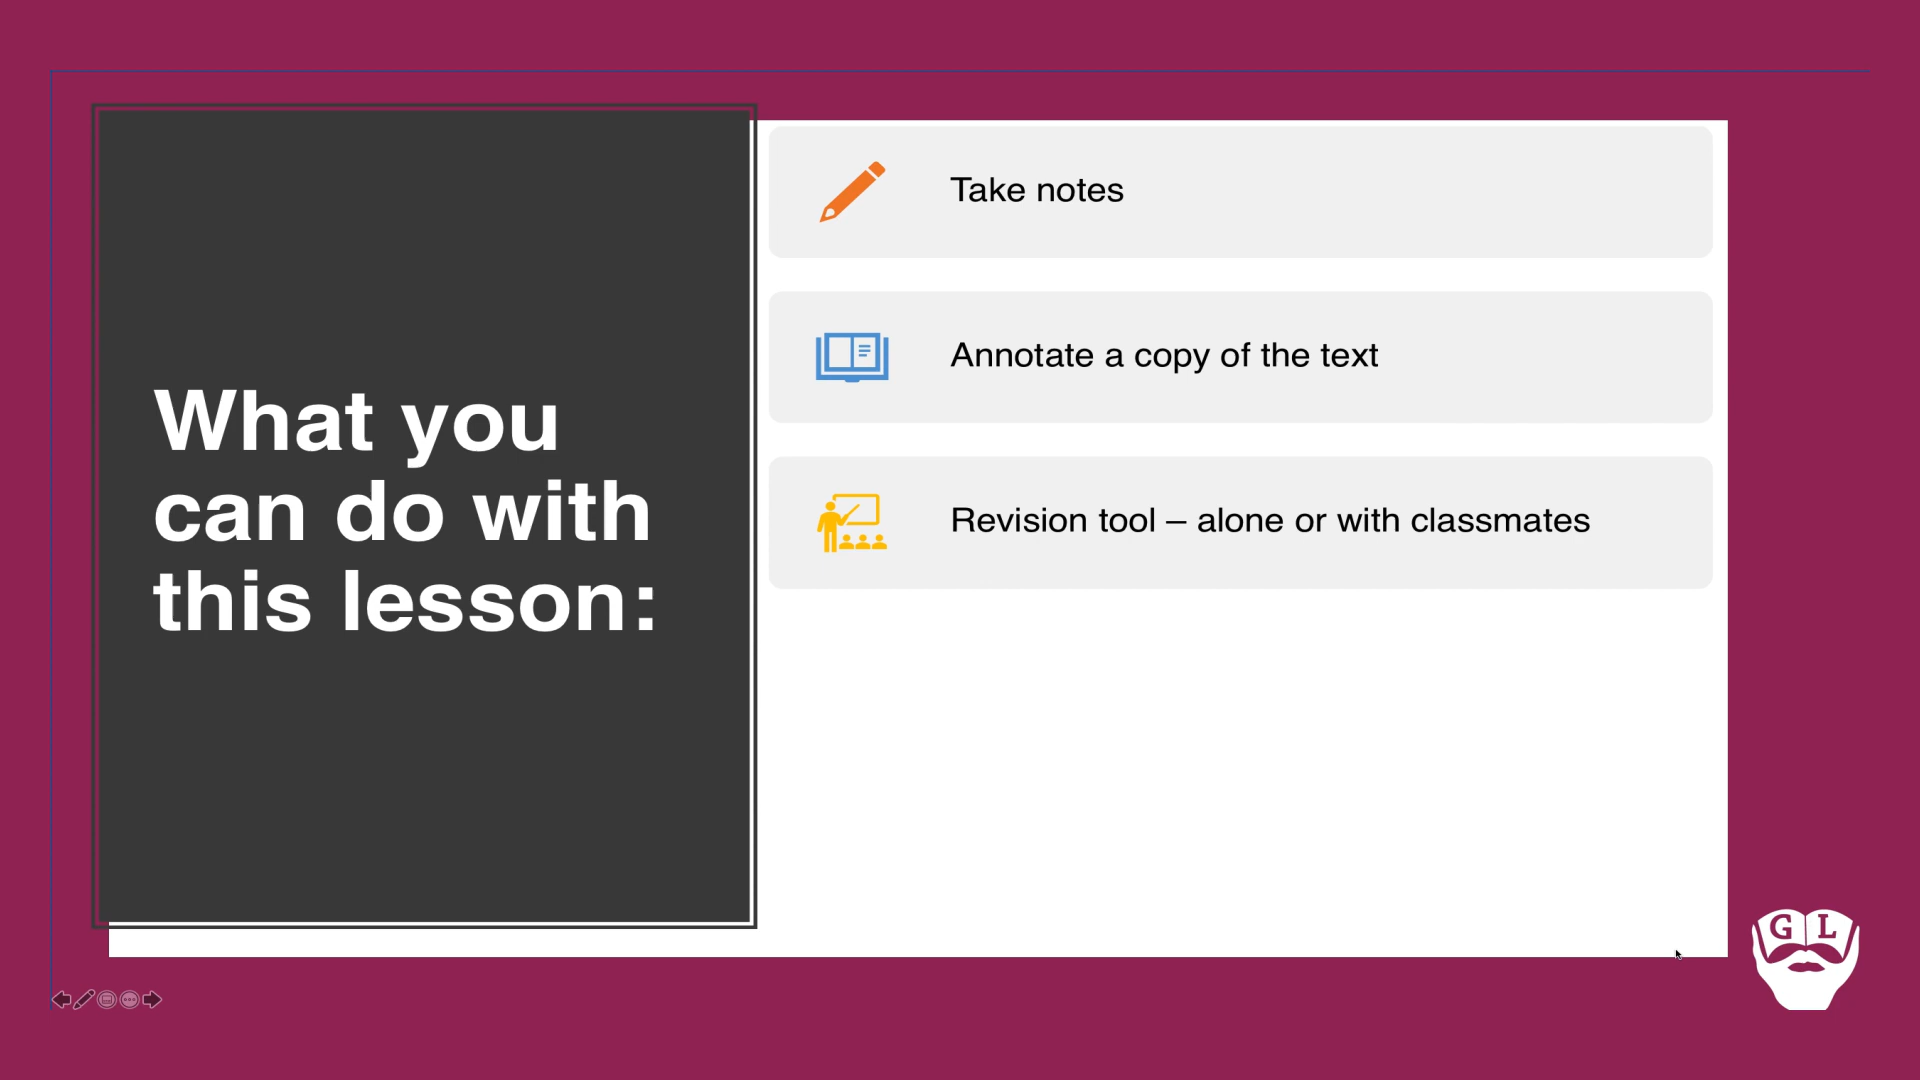 What you
can do with
this lesson:
Take notes
Annotate a copy of the text
Revision tool – alone or with classmates
G L